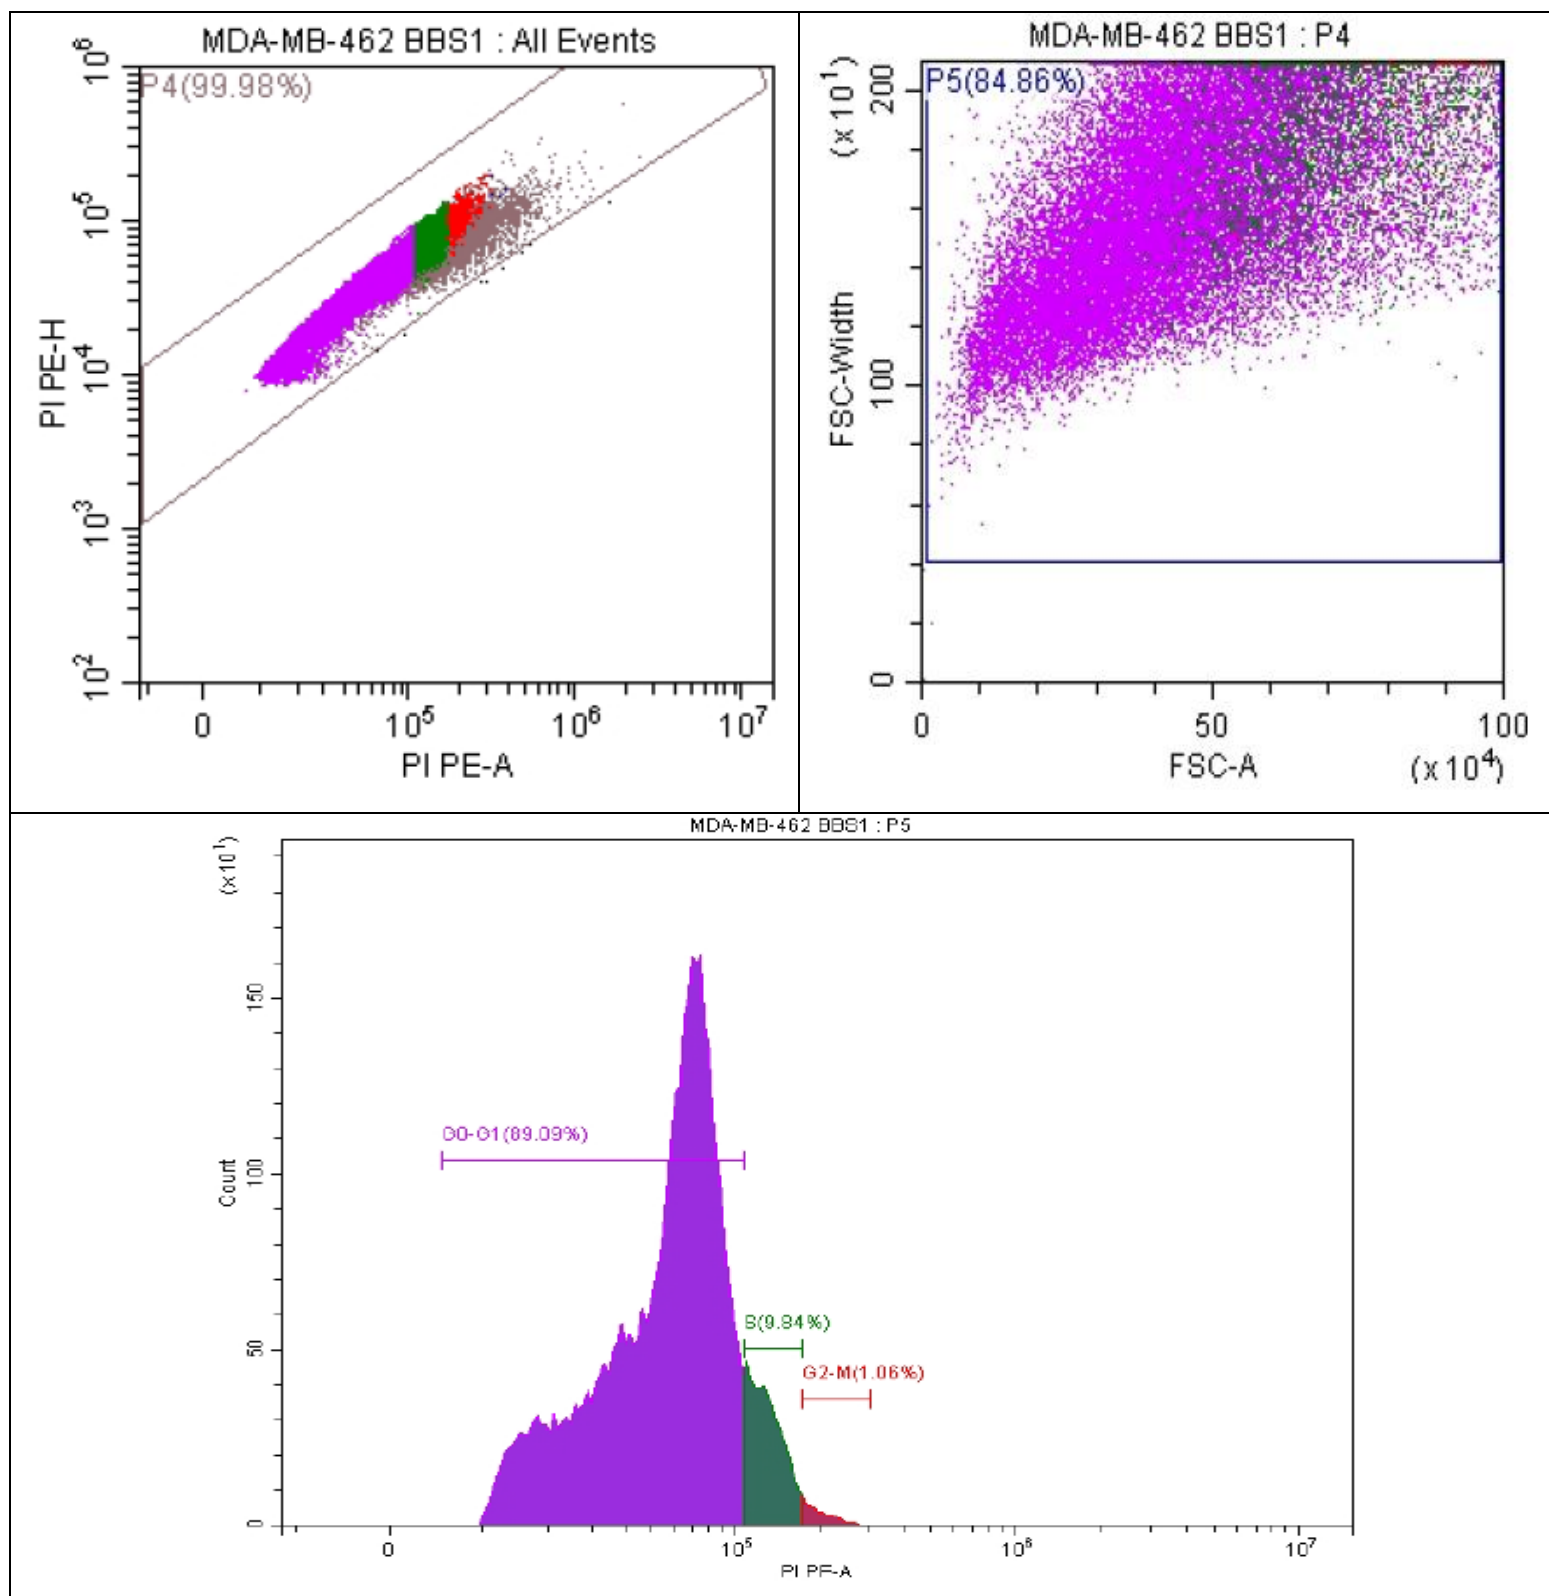 MDA-MB-462 BBS1 : All Events
P4(99.98%)
10^6
10^5
10^4
10^3
10^2
PI PE-H
0
10^5
10^6
10^7
PI PE-A
MDA-MB-462 BBS1 : P4
P5(84.86%)
(x 10^1)
200
100
0
FSC-Width
0
50
100
FSC-A
(x 10^4)
MDA-MB-462 BBS1 : P5
(x10^1)
150
100
50
0
Count
G0-G1(89.09%)
S(9.84%)
G2-M(1.06%)
0
10^5
10^6
10^7
PI PE-A